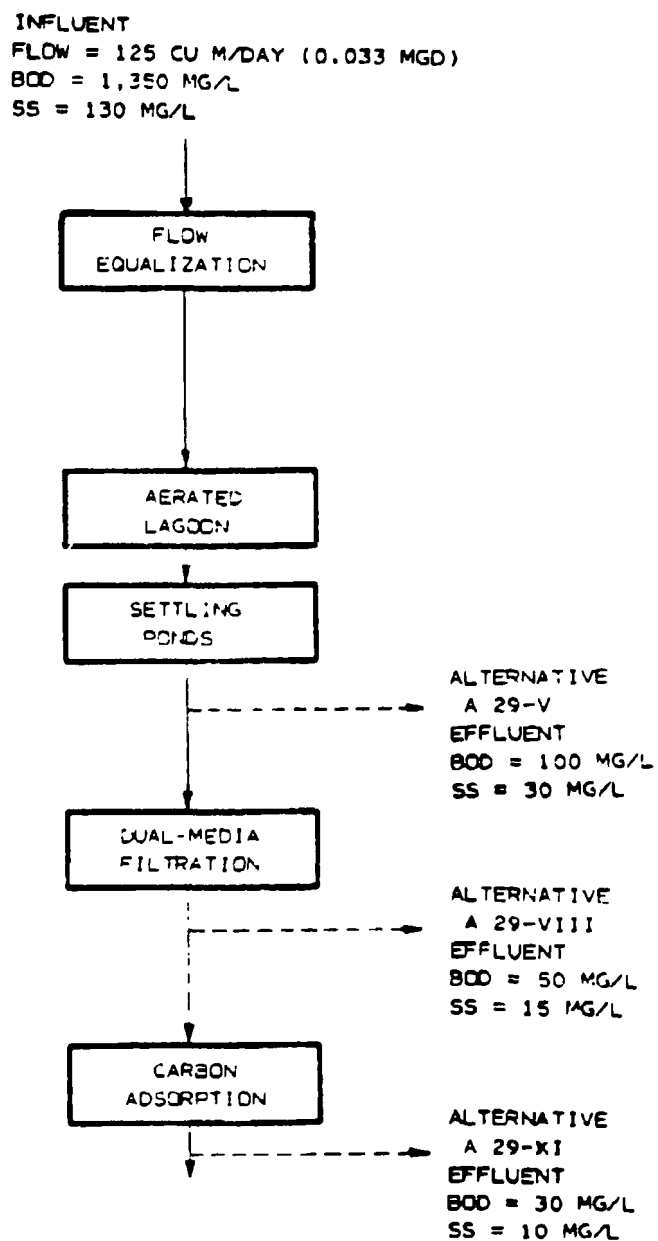 INFLUENT
FLOW = 125 CU M/DAY (0.033 MGD)
BOD = 1,350 MG/L
SS = 130 MG/L
FLOW
EQUALIZATION
AERATED
LAGOON
SETTLING
PONDS
ALTERNATIVE
A 29-V
EFFLUENT
BOD = 100 MG/L
SS = 30 MG/L
DUAL-MEDIA
FILTRATION
ALTERNATIVE
A 29-VIII
EFFLUENT
BOD = 50 MG/L
SS = 15 MG/L
CARBON
ADSORPTION
ALTERNATIVE
A 29-XI
EFFLUENT
BOD = 30 MG/L
SS = 10 MG/L